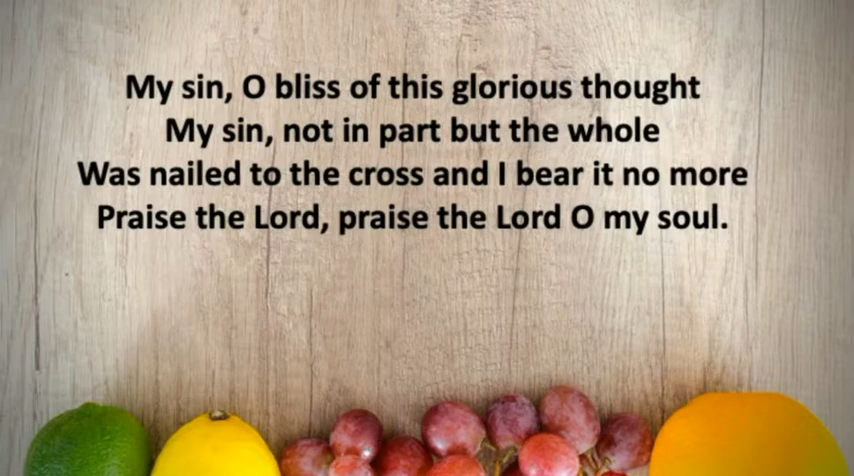 My sin, O bliss of this glorious thought
My sin, not in part but the whole
Was nailed to the cross and I bear it no more
Praise the Lord, praise the Lord O my soul.